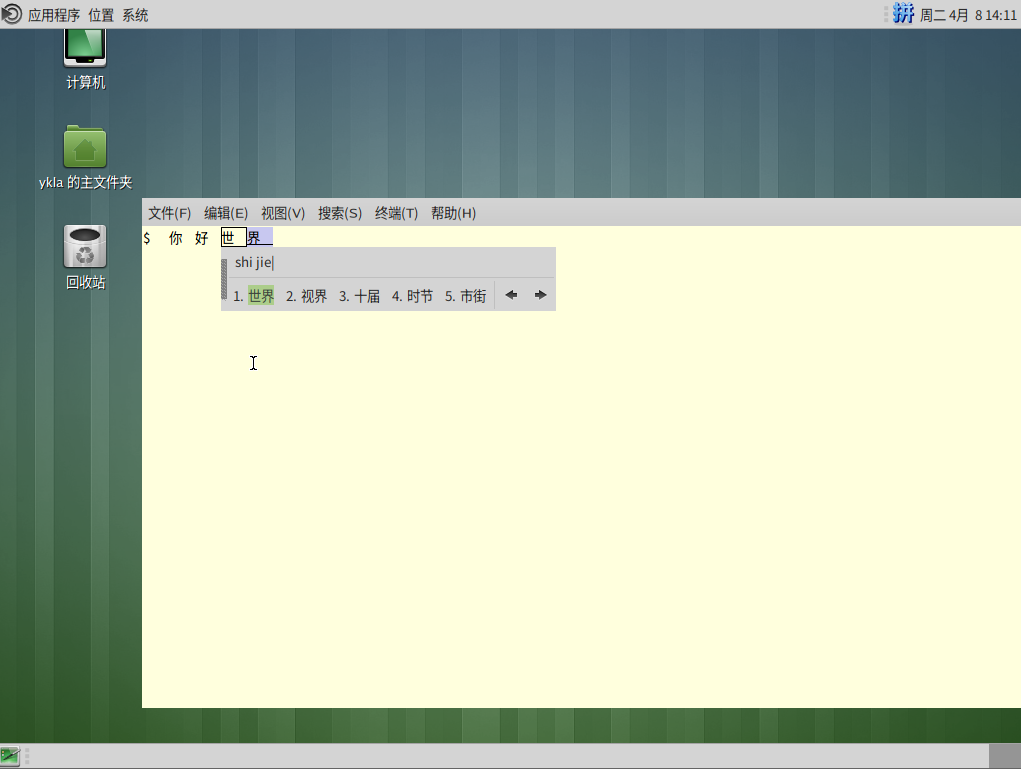 应用程序 位置 系统
拼 周二 4月 8 14:11
计算机
ykla 的主文件夹
回收站
文件(F) 编辑(E) 视图(V) 搜索(S) 终端(T) 帮助(H)
$ 你 好 世 界
shi jie
1. 世界 2. 视界 3. 十届 4. 时节 5. 市街